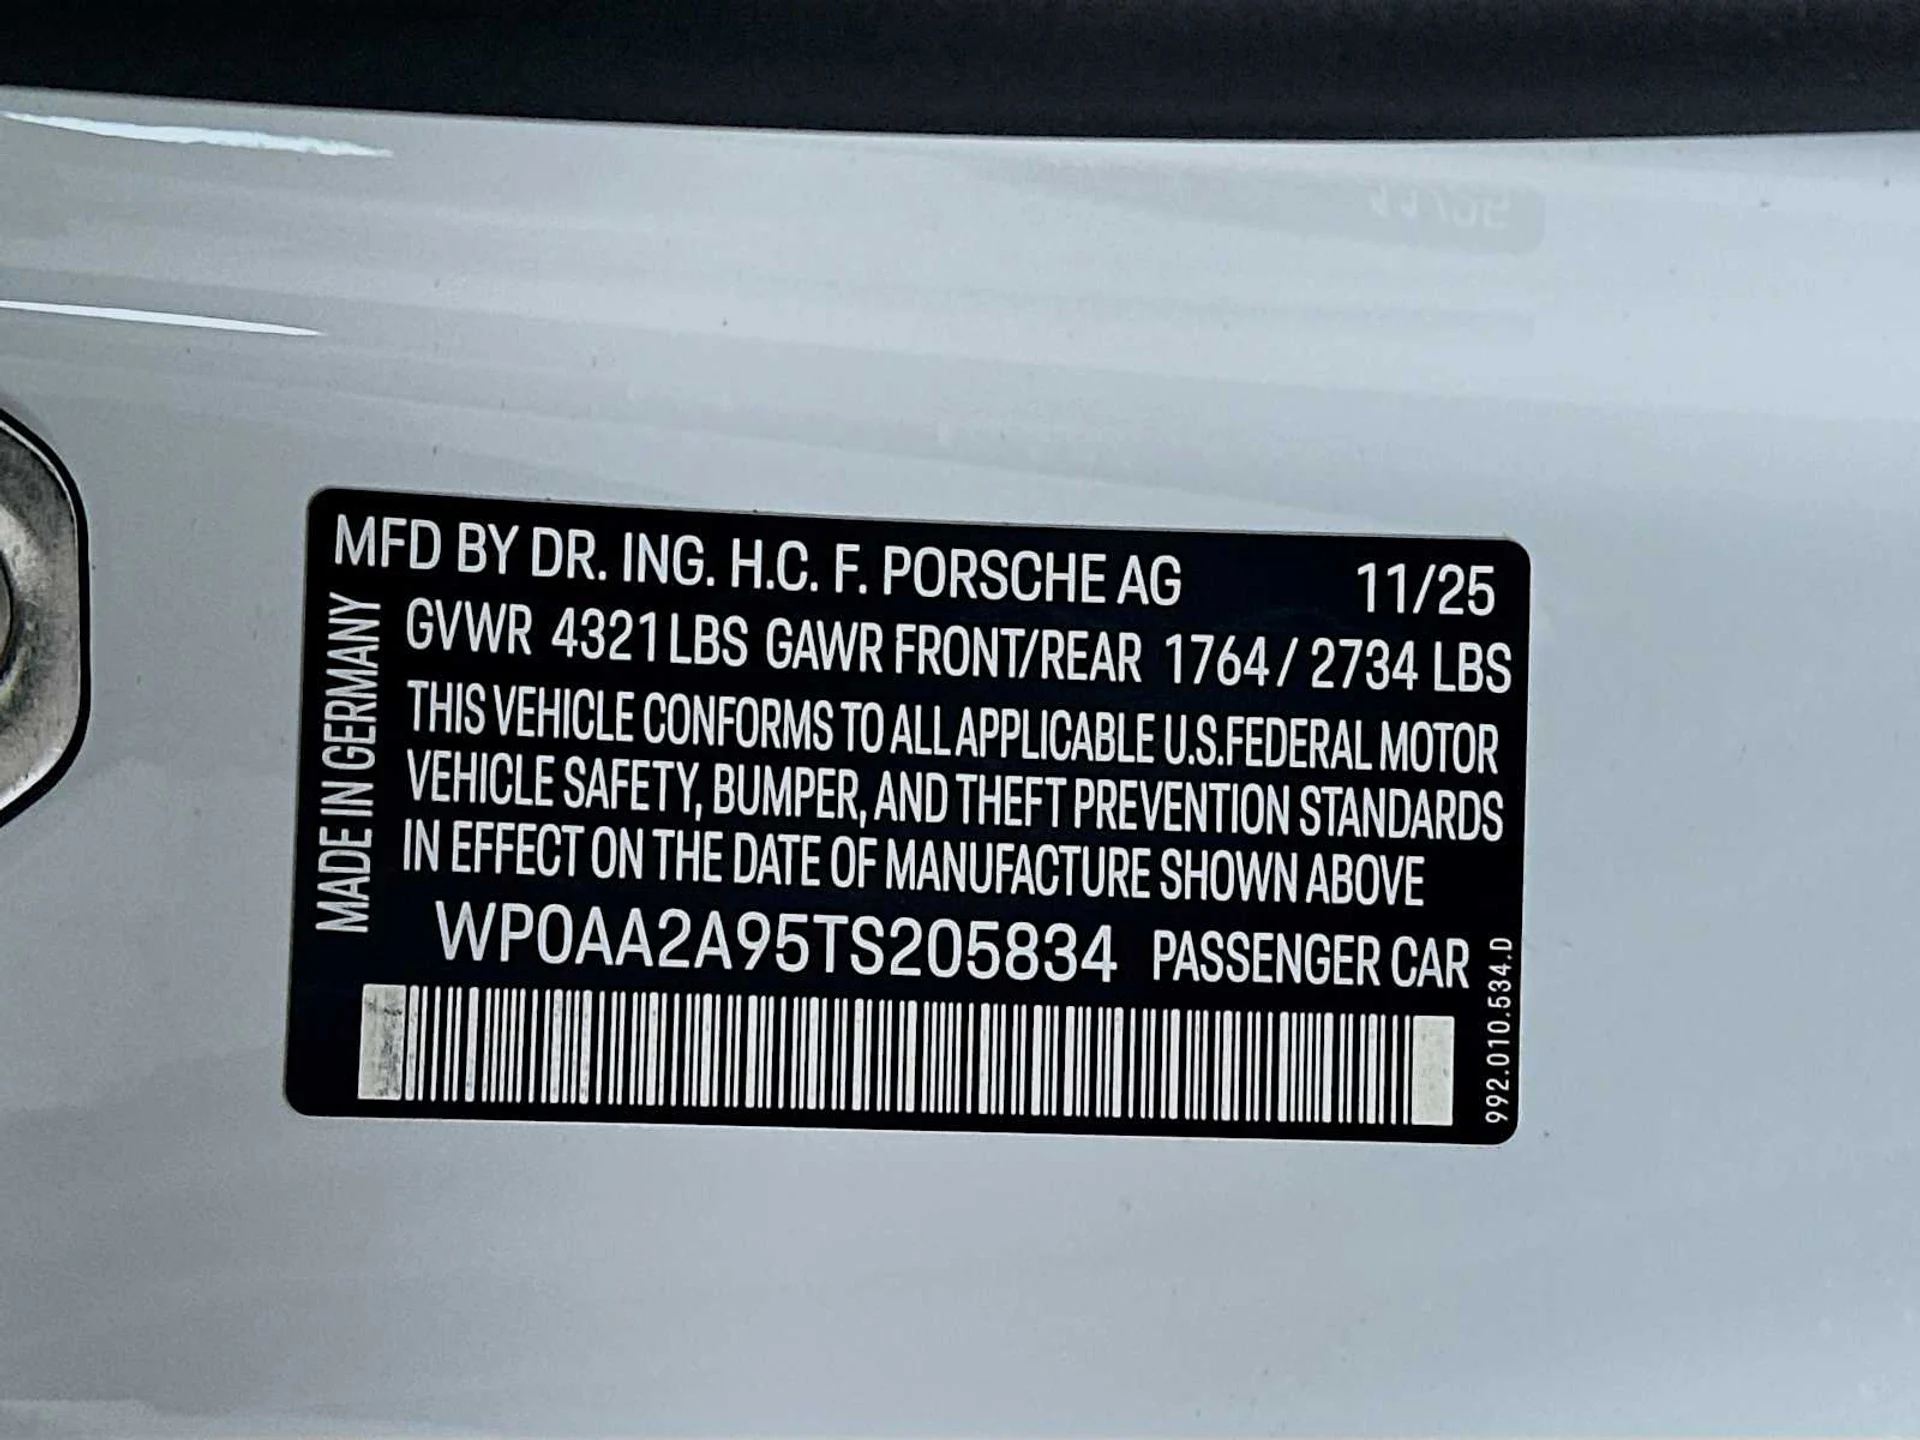 MFD BY DR. ING. H.C. F. PORSCHE AG 11/25
GVWR 4321 LBS GAWR FRONT/REAR 1764 / 2734 LBS
THIS VEHICLE CONFORMS TO ALL APPLICABLE U.S.FEDERAL MOTOR
VEHICLE SAFETY, BUMPER, AND THEFT PREVENTION STANDARDS
IN EFFECT ON THE DATE OF MANUFACTURE SHOWN ABOVE
WP0AA2A95TS205834 PASSENGER CAR
MADE IN GERMANY
992.010.534.D